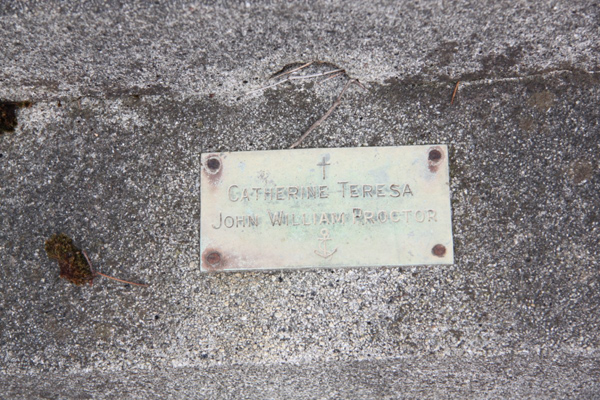 CATHERINE TERESA
JOHN WILLIAM PROCTOR